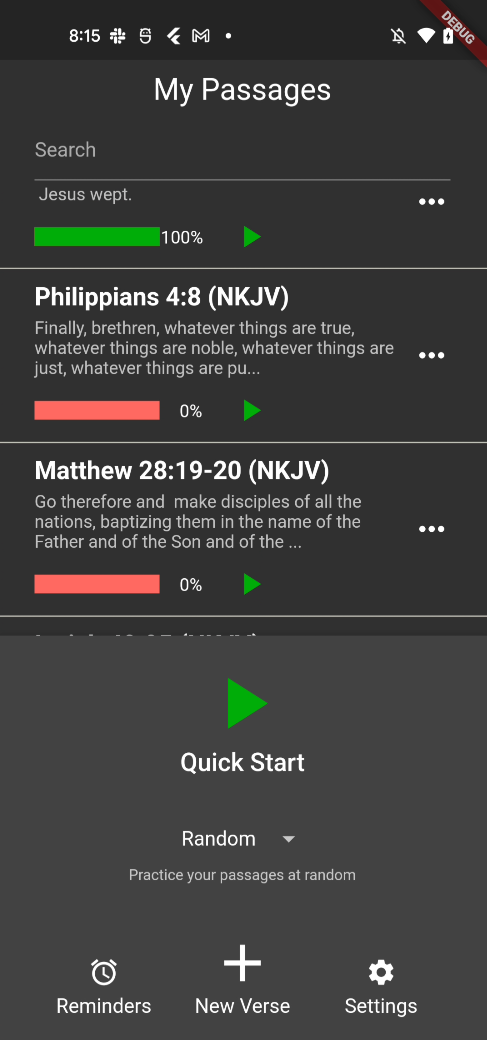 8:15
DEBUG
My Passages
Search
Jesus wept.
100%
Philippians 4:8 (NKJV)
Finally, brethren, whatever things are true,
whatever things are noble, whatever things are
just, whatever things are pu...
0%
Matthew 28:19-20 (NKJV)
Go therefore and  make disciples of all the
nations, baptizing them in the name of the
Father and of the Son and of the ...
0%
Quick Start
Random
Practice your passages at random
Reminders
New Verse
Settings